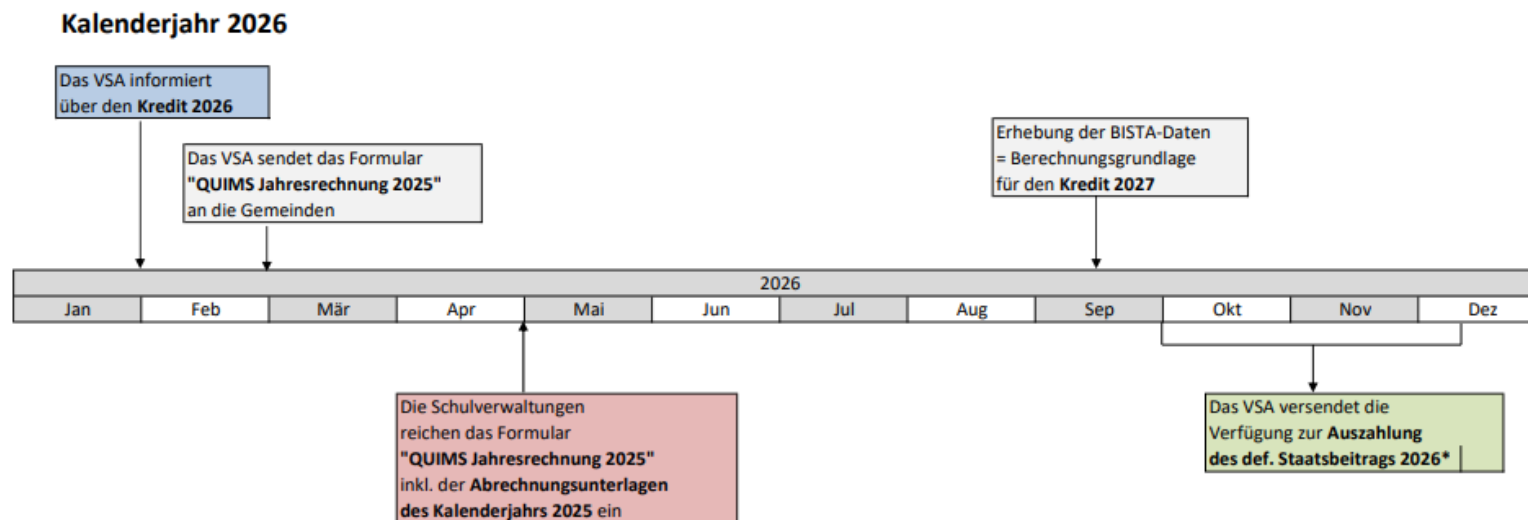 Kalenderjahr 2026
Das VSA informiert
über den Kredit 2026
Das VSA sendet das Formular
"QUIMS Jahresrechnung 2025"
an die Gemeinden
Erhebung der BISTA-Daten
= Berechnungsgrundlage
für den Kredit 2027
2026
Jan Feb Mär Apr Mai Jun Jul Aug Sep Okt Nov Dez
Die Schulverwaltungen
reichen das Formular
"QUIMS Jahresrechnung 2025"
inkl. der Abrechnungsunterlagen
des Kalenderjahrs 2025 ein
Das VSA versendet die
Verfügung zur Auszahlung
des def. Staatsbeitrags 2026*